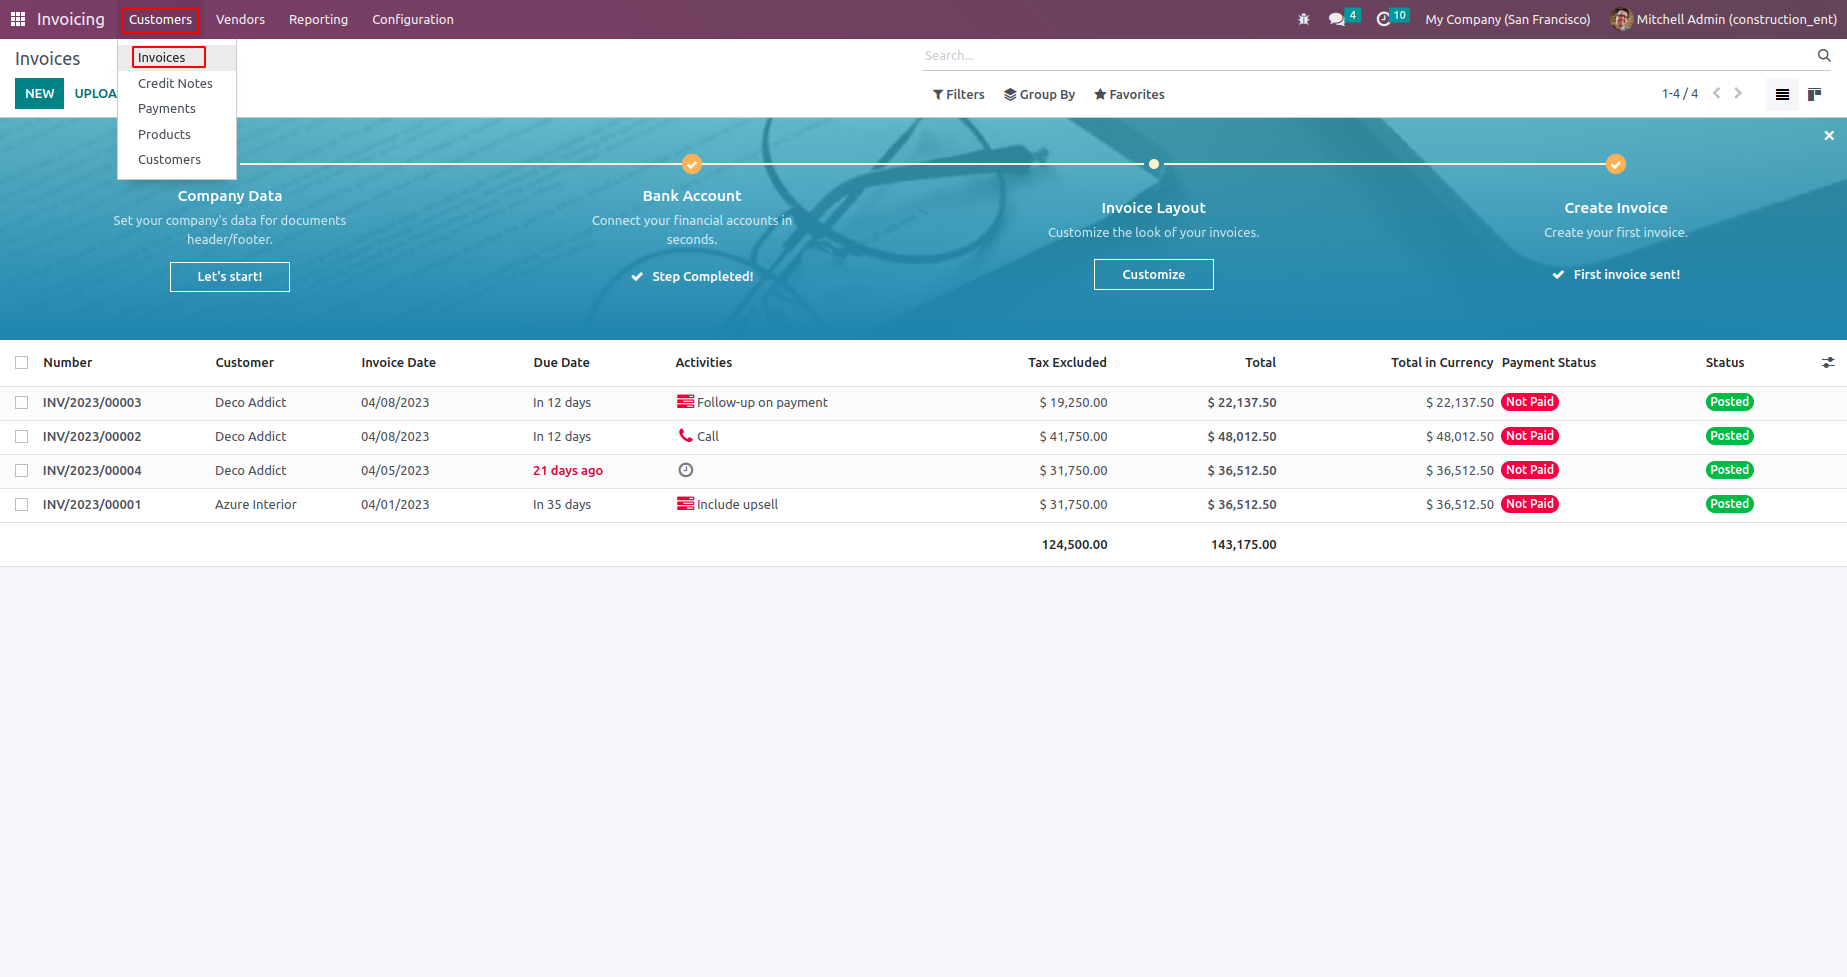 Invoicing Customers Vendors Reporting Configuration 4 10 My Company (San Francisco) Mitchell Admin (construction_ent)
Invoices
Search...
NEW UPLOA
Invoices
Credit Notes
Payments
Products
Customers
Filters Group By Favorites 1-4 / 4
Company Data
Set your company's data for documents
header/footer.
Let's start!
Bank Account
Connect your financial accounts in
seconds.
Step Completed!
Invoice Layout
Customize the look of your invoices.
Customize
Create Invoice
Create your first invoice.
First invoice sent!
Number Customer Invoice Date Due Date Activities Tax Excluded Total Total in Currency Payment Status Status
INV/2023/00003 Deco Addict 04/08/2023 In 12 days Follow-up on payment $ 19,250.00 $ 22,137.50 $ 22,137.50 Not Paid Posted
INV/2023/00002 Deco Addict 04/08/2023 In 12 days Call $ 41,750.00 $ 48,012.50 $ 48,012.50 Not Paid Posted
INV/2023/00004 Deco Addict 04/05/2023 21 days ago $ 31,750.00 $ 36,512.50 $ 36,512.50 Not Paid Posted
INV/2023/00001 Azure Interior 04/01/2023 In 35 days Include upsell $ 31,750.00 $ 36,512.50 $ 36,512.50 Not Paid Posted
124,500.00 143,175.00